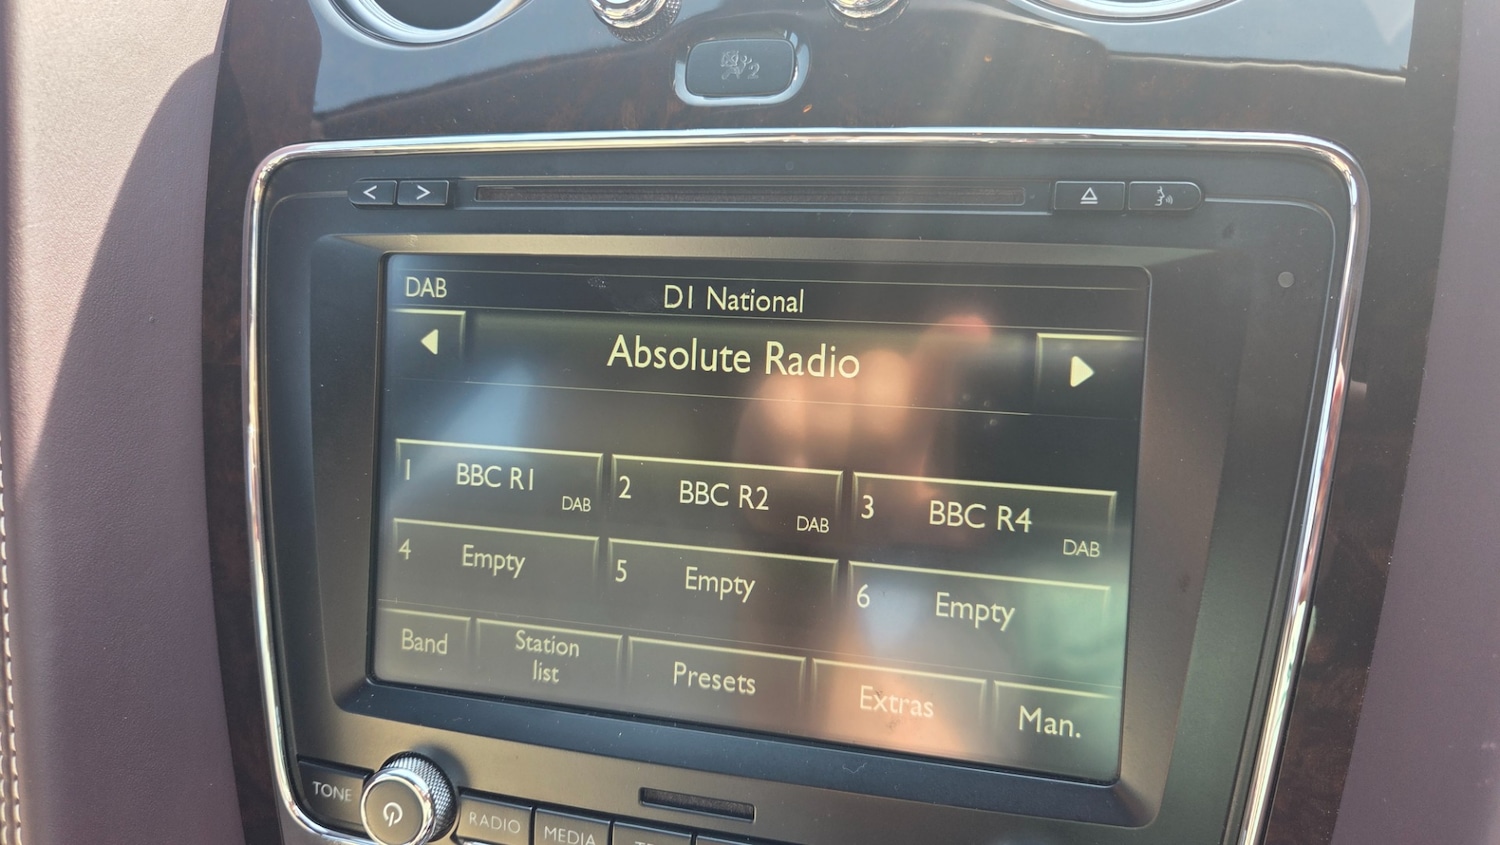 DAB
D1 National
Absolute Radio
1 BBC R1 DAB
2 BBC R2 DAB
3 BBC R4 DAB
4 Empty
5 Empty
6 Empty
Band
Station
list
Presets
Extras
Man.
TONE
RADIO
MEDIA